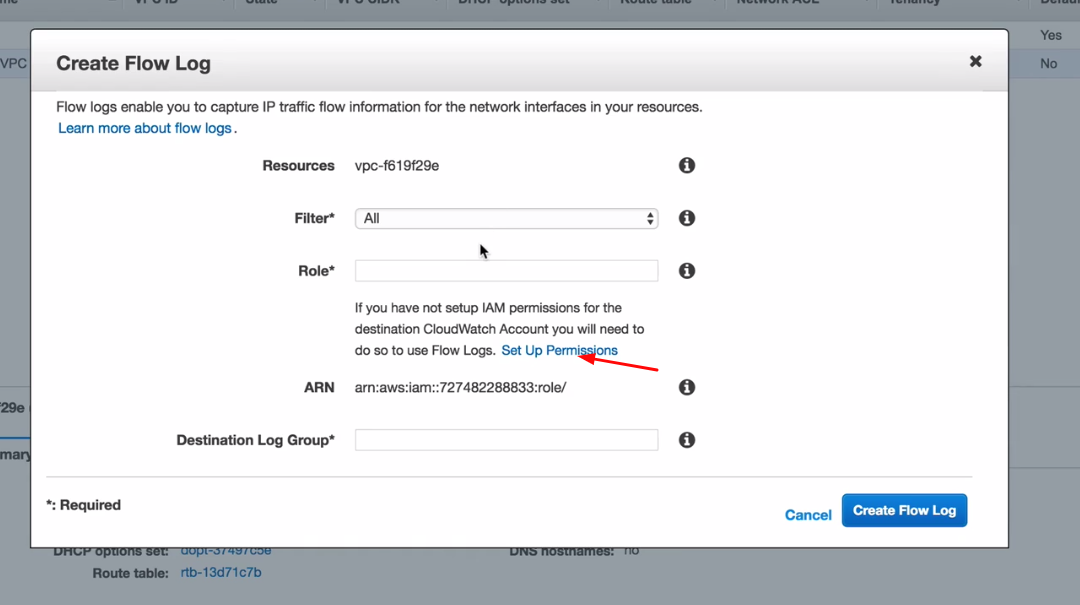 VPC ID State VPC CIDR DHCP options set Route table Network ACL Tenancy
Yes
VPC
No
Create Flow Log
Flow logs enable you to capture IP traffic flow information for the network interfaces in your resources.
Learn more about flow logs.
Resources vpc-f619f29e
Filter* All
Role*
If you have not setup IAM permissions for the
destination CloudWatch Account you will need to
do so to use Flow Logs. Set Up Permissions
ARN arn:aws:iam::727482288833:role/
f29e
Destination Log Group*
mary
*: Required
Cancel Create Flow Log
DHCP options set: dopt-37497c5e DNS hostnames: no
Route table: rtb-13d71c7b